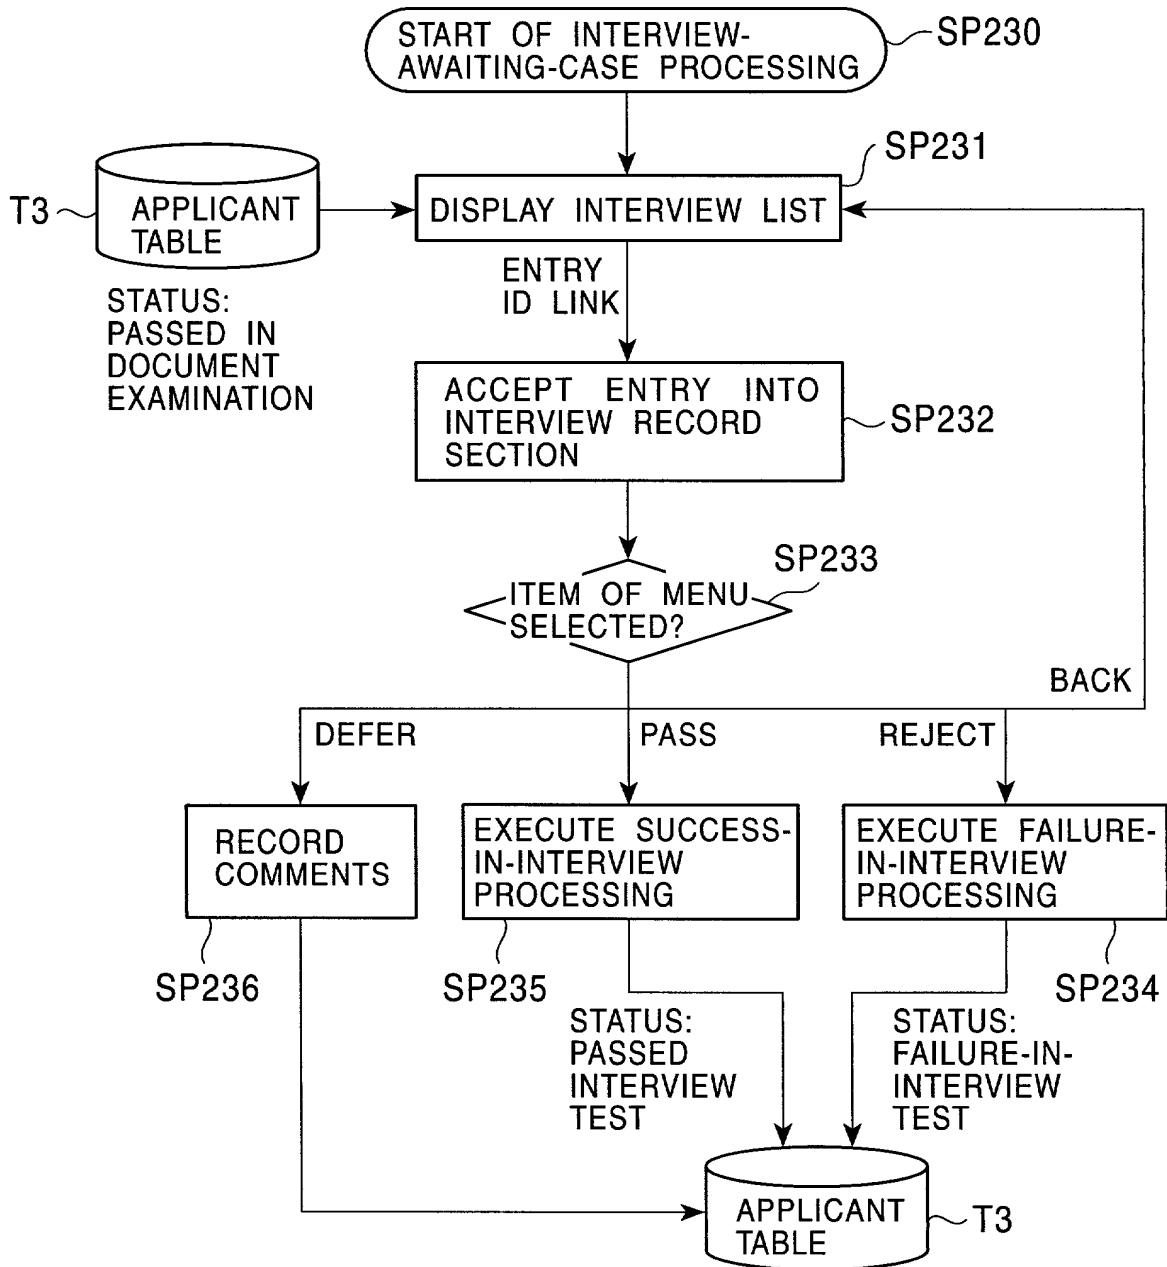 START OF INTERVIEW-
AWAITING-CASE PROCESSING
SP230
SP231
T3
APPLICANT
TABLE
DISPLAY INTERVIEW LIST
STATUS:
PASSED IN
DOCUMENT
EXAMINATION
ENTRY
ID LINK
ACCEPT ENTRY INTO
INTERVIEW RECORD
SECTION
SP232
SP233
ITEM OF MENU
SELECTED?
BACK
DEFER
PASS
REJECT
RECORD
COMMENTS
EXECUTE SUCCESS-
IN-INTERVIEW
PROCESSING
EXECUTE FAILURE-
IN-INTERVIEW
PROCESSING
SP236
SP235
SP234
STATUS:
PASSED
INTERVIEW
TEST
STATUS:
FAILURE-IN-
INTERVIEW
TEST
APPLICANT
TABLE
T3